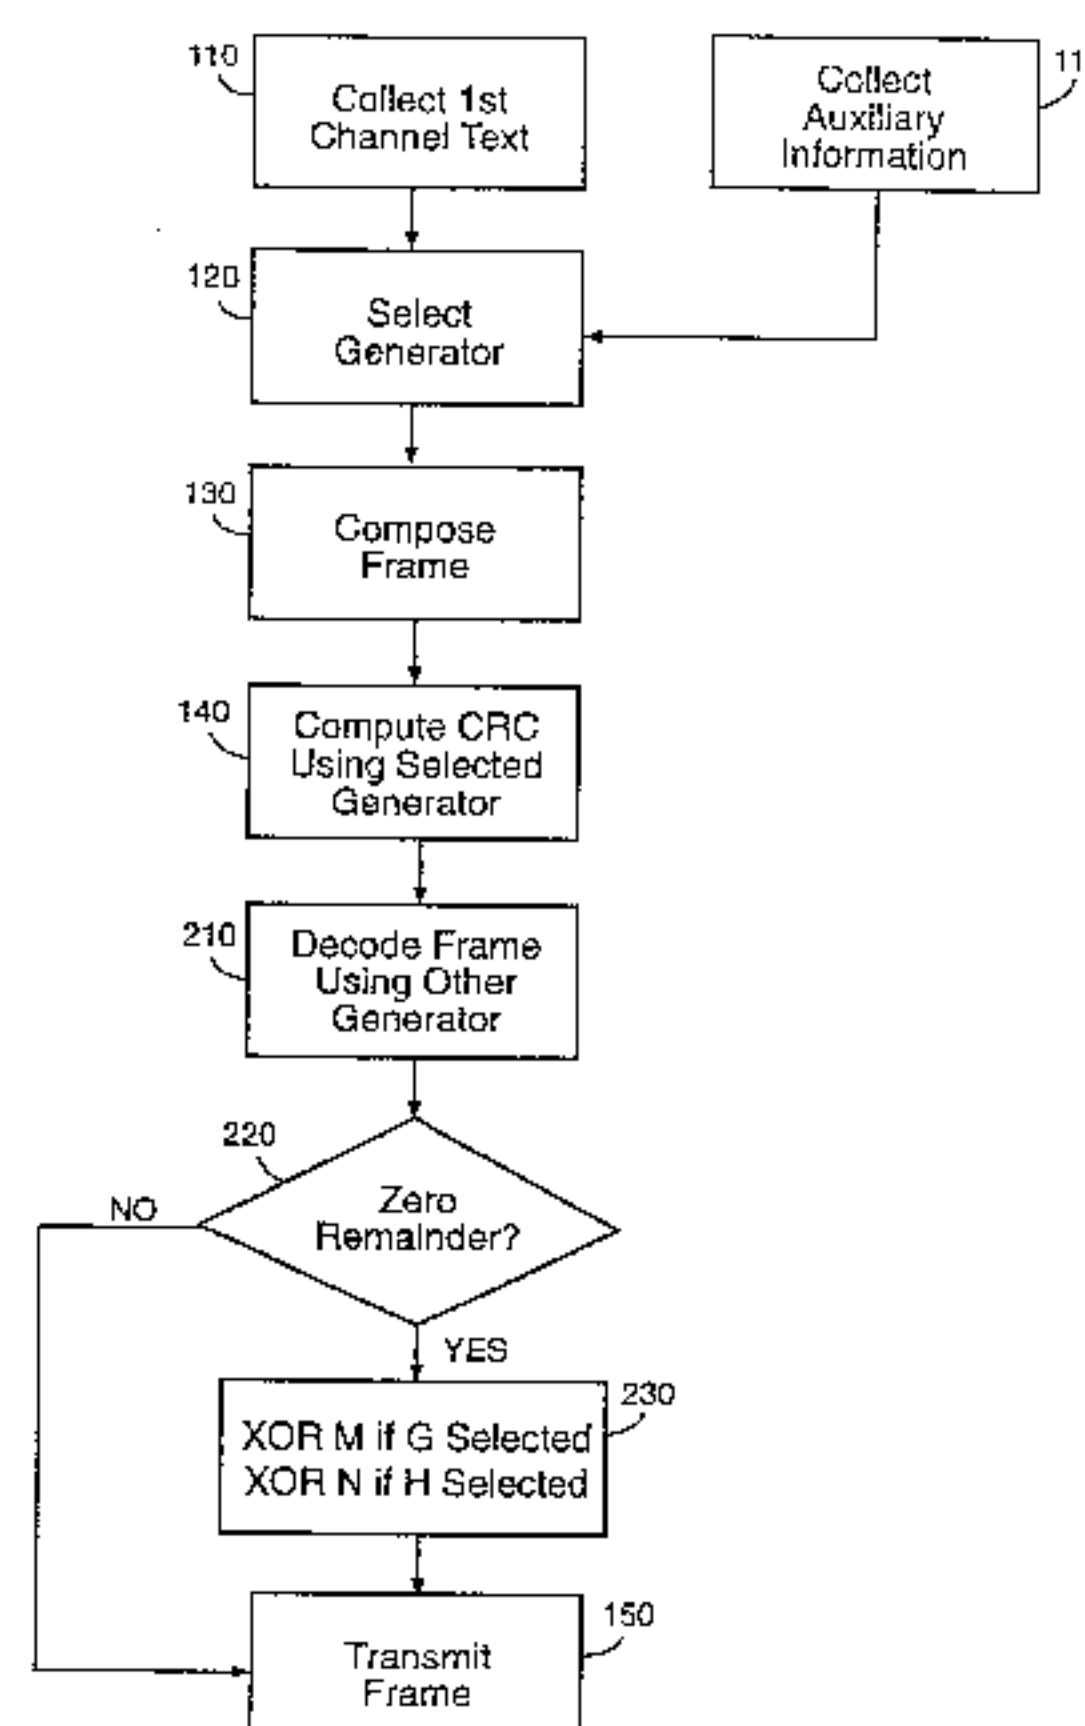 110
Collect 1st
Channel Text
11
Collect
Auxiliary
Information
120
Select
Generator
130
Compose
Frame
140
Compute CRC
Using Selected
Generator
210
Decode Frame
Using Other
Generator
220
Zero
Remainder?
NO
YES
230
XOR M if G Selected
XOR N if H Selected
150
Transmit
Frame